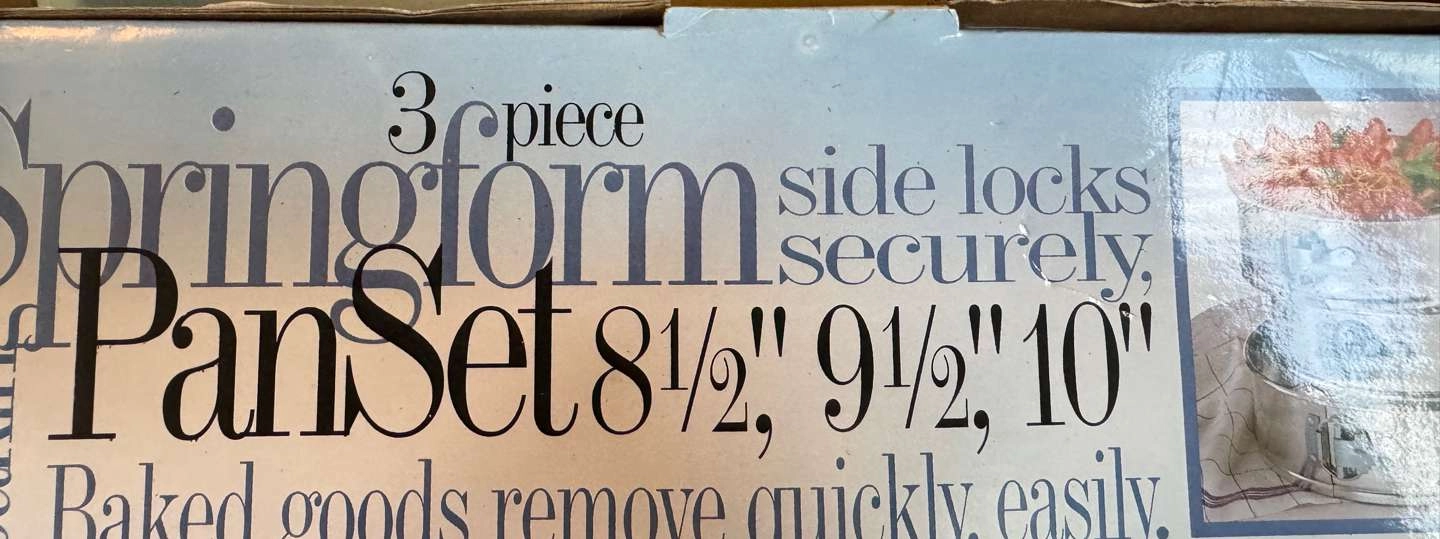 3 piece
Springform side locks
securely,
PanSet 8½", 9½", 10"
Baked goods remove quickly, easily.